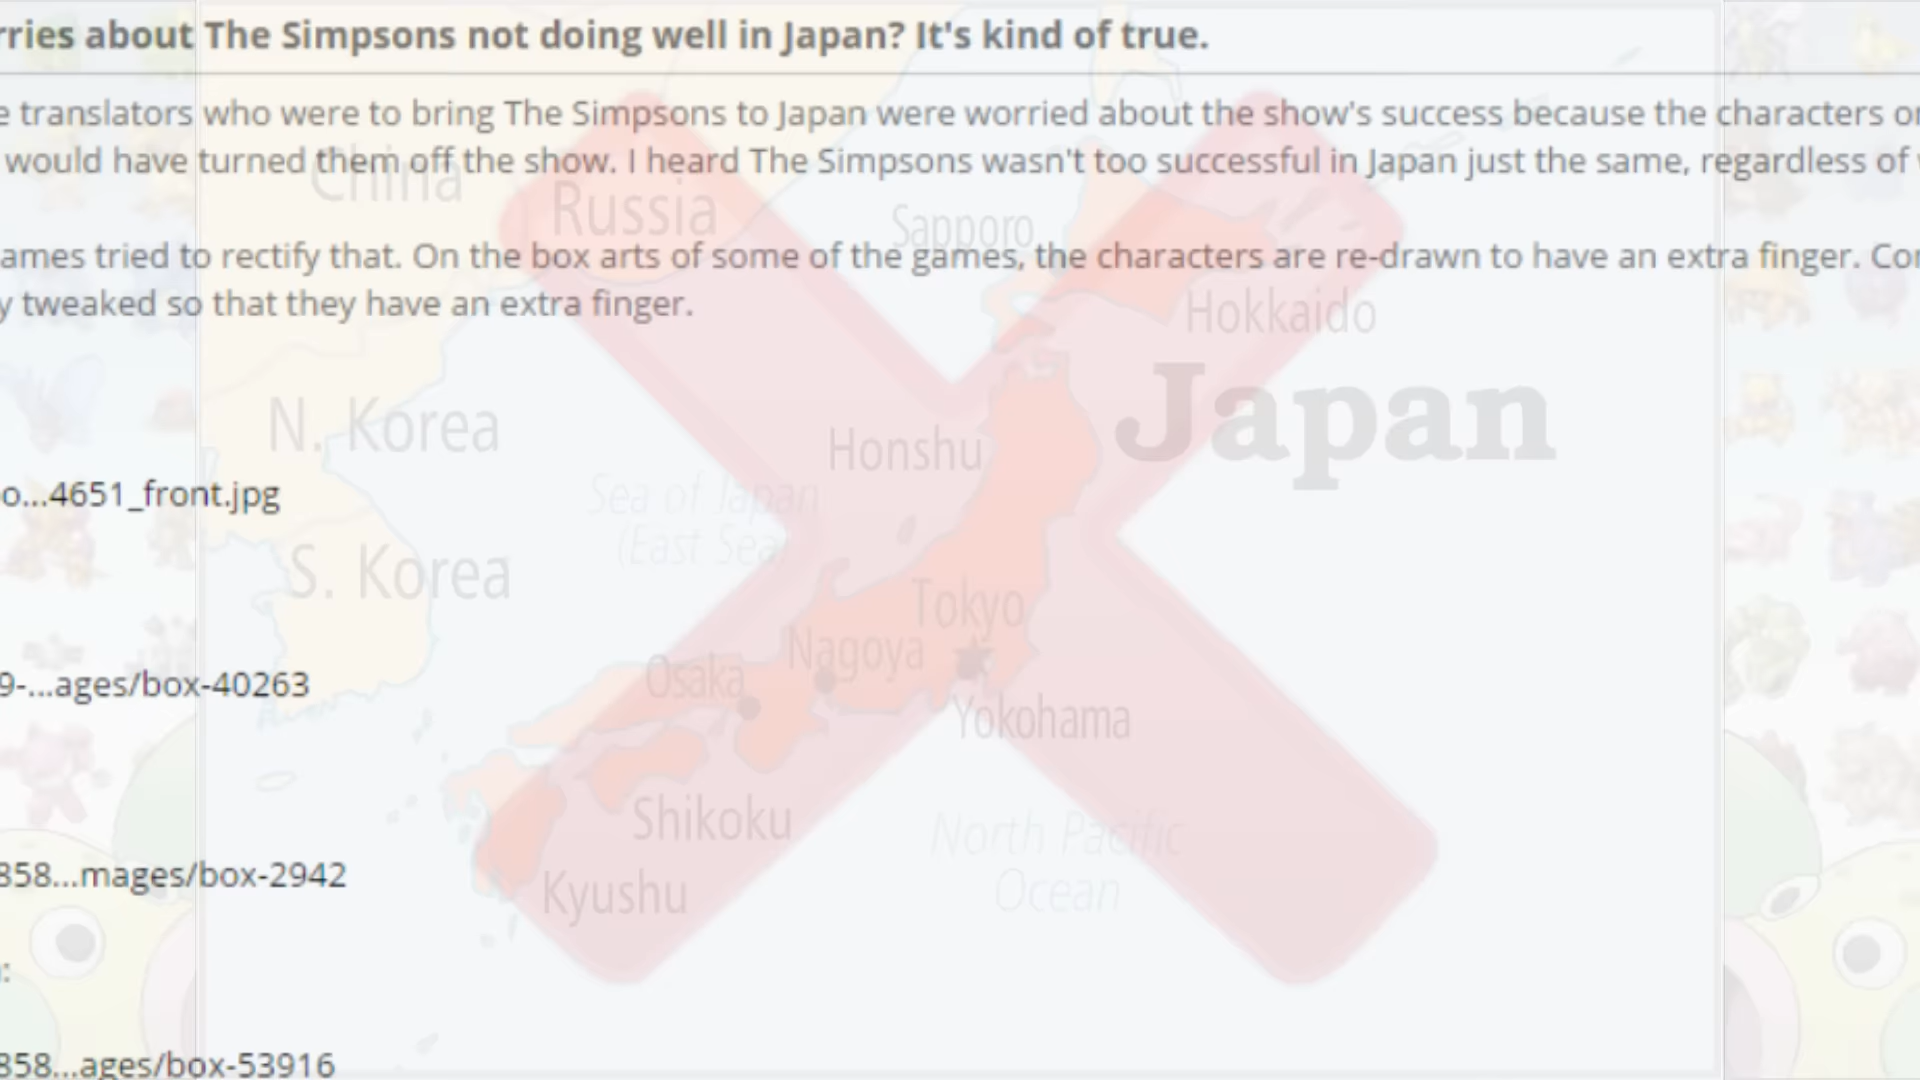 rries about The Simpsons not doing well in Japan? It's kind of true.
e translators who were to bring The Simpsons to Japan were worried about the show's success because the characters or
would have turned them off the show. I heard The Simpsons wasn't too successful in Japan just the same, regardless of
China
Russia
Sapporo
ames tried to rectify that. On the box arts of some of the games, the characters are re-drawn to have an extra finger. Cor
y tweaked so that they have an extra finger.
Hokkaido
Japan
N. Korea
Honshu
o...4651_front.jpg
Sea of Japan
(East Sea)
S. Korea
Tokyo
Nagoya
Osaka
9-...ages/box-40263
Yokohama
Shikoku
North Pacific
Ocean
858...mages/box-2942
Kyushu
:
858...ages/box-53916